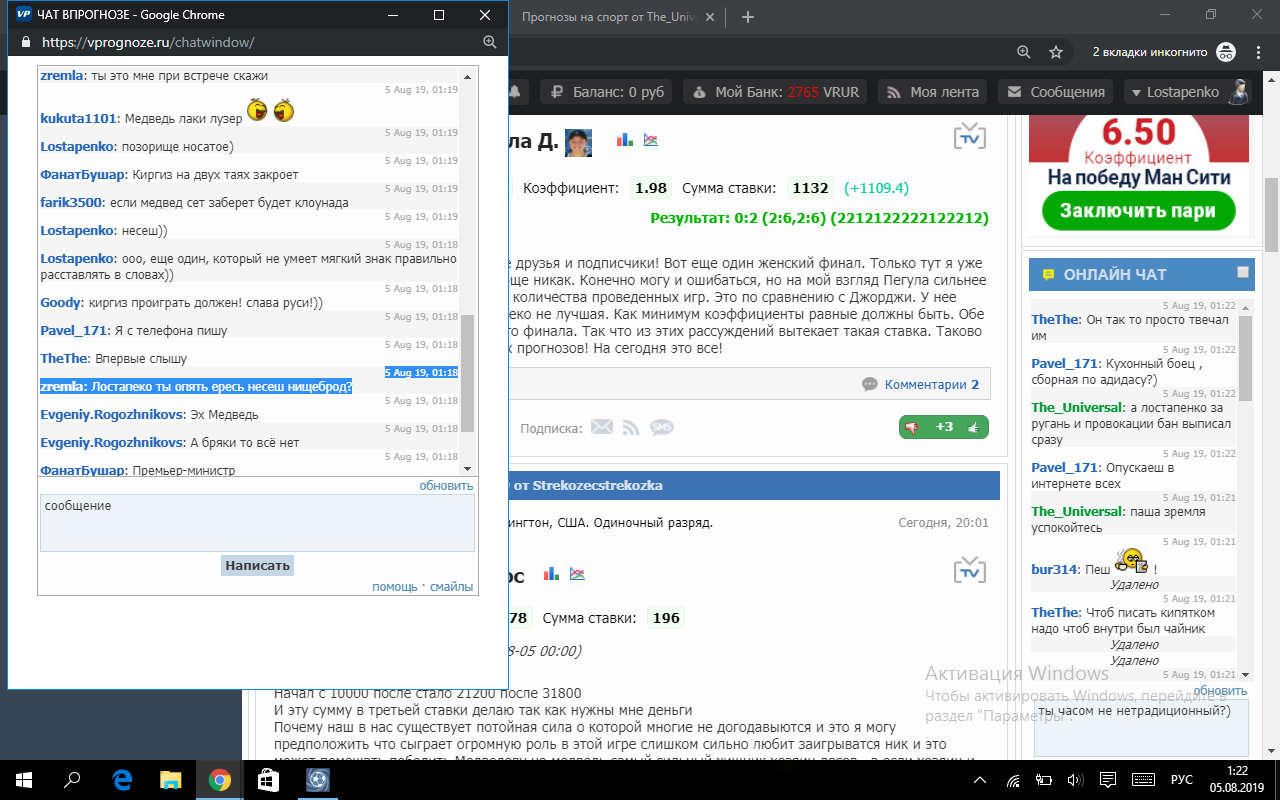 ЧАТ ВПРОГНОЗЕ - Google Chrome
https://vprognoze.ru/chatwindow/
zremla: ты это мне при встрече скажи
5 Aug 19, 01:19
kukuta1101: Медведь лаки лузер
5 Aug 19, 01:19
Lostapenko: позорище носатое)
5 Aug 19, 01:19
ФанатБушар: Киргиз на двух таях закроет
5 Aug 19, 01:19
farik3500: если медвед сет заберет будет клоунада
5 Aug 19, 01:19
Lostapenko: несеш))
5 Aug 19, 01:18
Lostapenko: ооо, еще один, который не умеет мягкий знак правильно
расставлять в словах))
5 Aug 19, 01:18
Goody: киргиз проиграть должен! слава руси!))
5 Aug 19, 01:18
Pavel_171: Я с телефона пишу
5 Aug 19, 01:18
TheThe: Впервые слышу
5 Aug 19, 01:18
zremla: Лостапеко ты опять ересь несеш нищеброд?
5 Aug 19, 01:18
Evgeniy.Rogozhnikovs: Эх Медведь
5 Aug 19, 01:18
Evgeniy.Rogozhnikovs: А бряки то всё нет
5 Aug 19, 01:18
ФанатБушар: Премьер-министр
обновить
сообщение
Написать
помощь · смайлы
Прогнозы на спорт от The_Univ
2 вкладки инкогнито
Баланс: 0 руб
Мой Банк: 2765 VRUR
Моя лента
Сообщения
Lostapenko
ла Д.
TV
Коэффициент: 1.98 Сумма ставки: 1132 (+1109.4)
Результат: 0:2 (2:6,2:6) (2212122222122212)
е друзья и подписчики! Вот еще один женский финал. Только тут я уже
ще никак. Конечно могу и ошибаться, но на мой взгляд Пегула сильнее
количества проведенных игр. Это по сравнению с Джорджи. У нее
еко не лучшая. Как минимум коэффициенты равные должны быть. Обе
го финала. Так что из этих рассуждений вытекает такая ставка. Таково
х прогнозов! На сегодня это все!
Комментарии 2
Подписка:
SMS
+3
от Strekozecstrekozka
ингтон, США. Одиночный разряд.
Сегодня, 20:01
ос
TV
78 Сумма ставки: 196
8-05 00:00)
Начал с 10000 после стало 21200 после 31800
И эту сумму в третьей ставки делаю так как нужны мне деньги
Почему наш в нас существует потойная сила о которой многие не догодавыются и это я могу
предположить что сыграет огромную роль в этой игре слишком сильно любит заигрыватся ник и это
6.50
Коэффициент
На победу Ман Сити
Заключить пари
ОНЛАЙН ЧАТ
5 Aug 19, 01:22
TheThe: Он так то просто твечал
им
5 Aug 19, 01:22
Pavel_171: Кухонный боец ,
сборная по адидасу?)
5 Aug 19, 01:22
The_Universal: а лостапенко за
ругань и провокации бан выписал
сразу
5 Aug 19, 01:22
Pavel_171: Опускаеш в
интернете всех
5 Aug 19, 01:21
The_Universal: паша зремля
успокойтесь
5 Aug 19, 01:21
bur314: Пеш !
Удалено
5 Aug 19, 01:21
TheThe: Чтоб писать кипятком
надо чтоб внутри был чайник
Удалено
Удалено
5 Aug 19, 01:21
обновить
ты часом не нетрадиционный?)
Активация Windows
Чтобы активировать Windows, перейдите в
раздел "Параметры".
РУС
1:22
05.08.2019